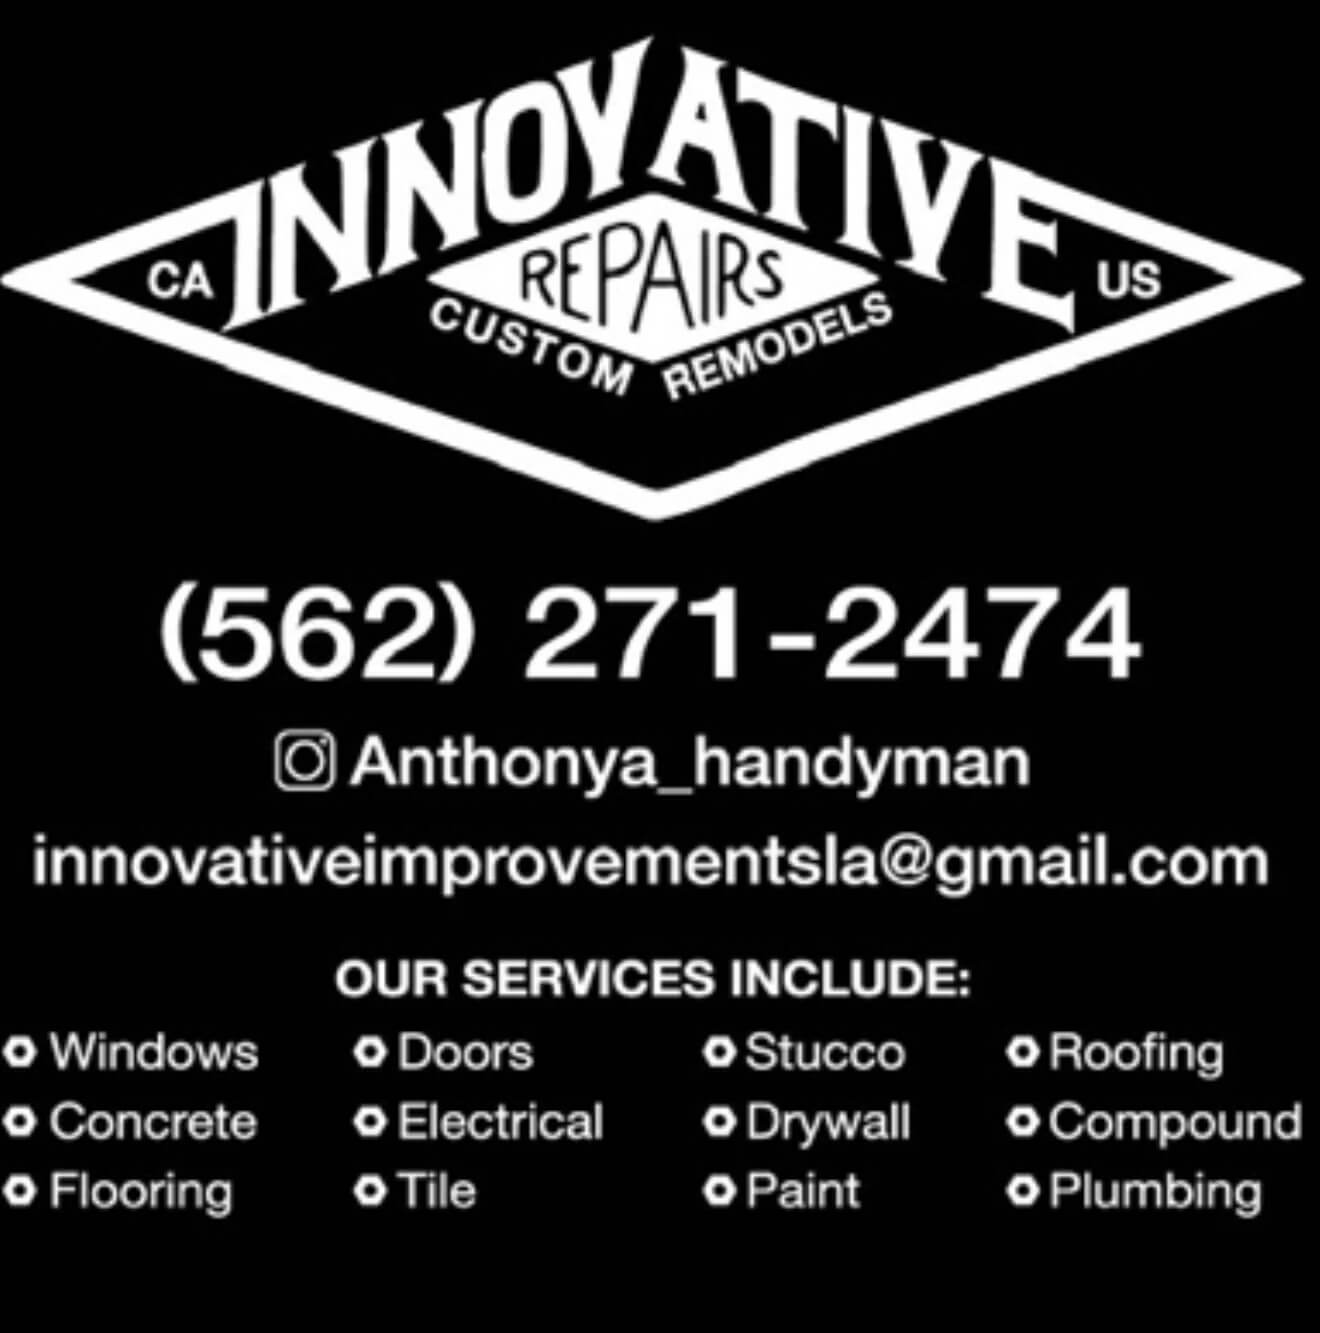 INNOVATIVE
CA
REPAIRS
US
CUSTOM REMODELS
(562) 271-2474
Anthonya_handyman
innovativeimprovementsla@gmail.com
OUR SERVICES INCLUDE:
Windows Doors Stucco Roofing
Concrete Electrical Drywall Compound
Flooring Tile Paint Plumbing